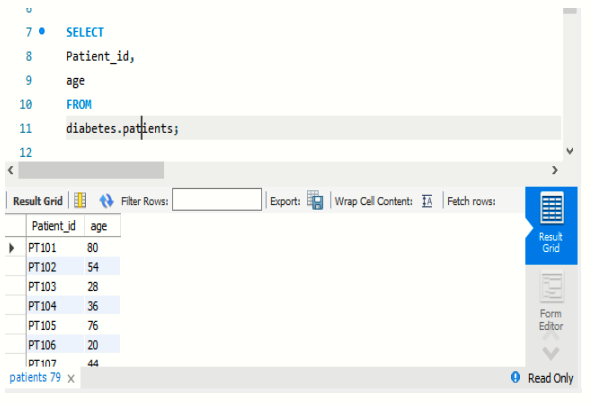 6
7 SELECT
8 Patient_id,
9 age
10 FROM
11 diabetes.patients;
12
Result Grid Filter Rows: Export: Wrap Cell Content: IA Fetch rows:
Patient_id age
PT101 80
PT102 54
PT103 28
PT104 36
PT105 76
PT106 20
PT107 44
Result
Grid
Form
Editor
patients 79 x Read Only